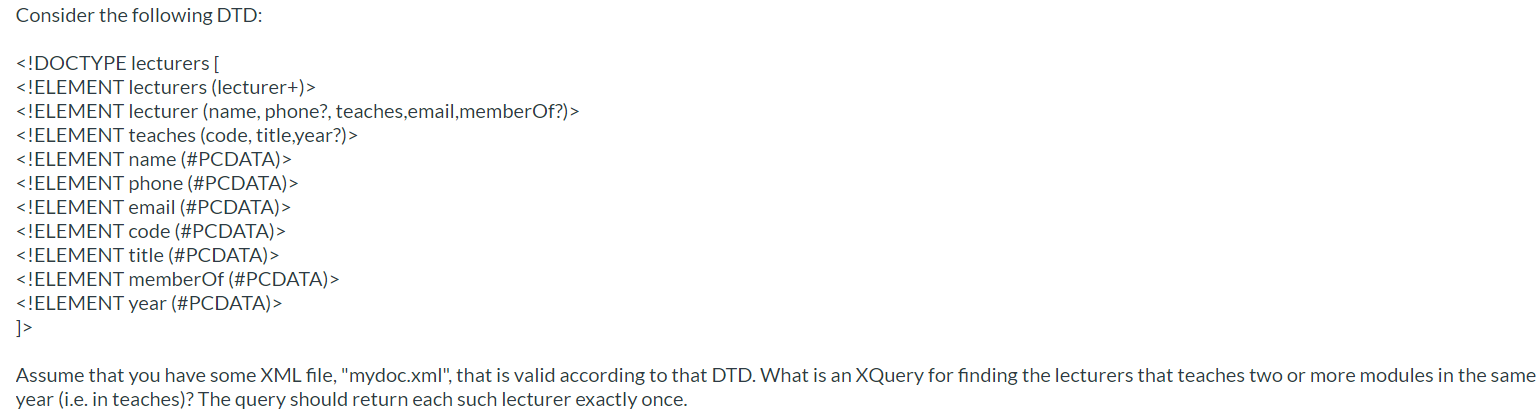 Consider the following DTD:
<!DOCTYPE lecturers [
<!ELEMENT lecturers (lecturer+)>
<!ELEMENT lecturer (name, phone?, teaches,email,memberOf?)>
<!ELEMENT teaches (code, title,year?)>
<!ELEMENT name (#PCDATA)>
<!ELEMENT phone (#PCDATA)>
<!ELEMENT email (#PCDATA)>
<!ELEMENT code (#PCDATA)>
<!ELEMENT title (#PCDATA)>
<!ELEMENT memberOf (#PCDATA)>
<!ELEMENT year (#PCDATA)>
]>
Assume that you have some XML file, "mydoc.xml", that is valid according to that DTD. What is an XQuery for finding the lecturers that teaches two or more modules in the same
year (i.e. in teaches)? The query should return each such lecturer exactly once.